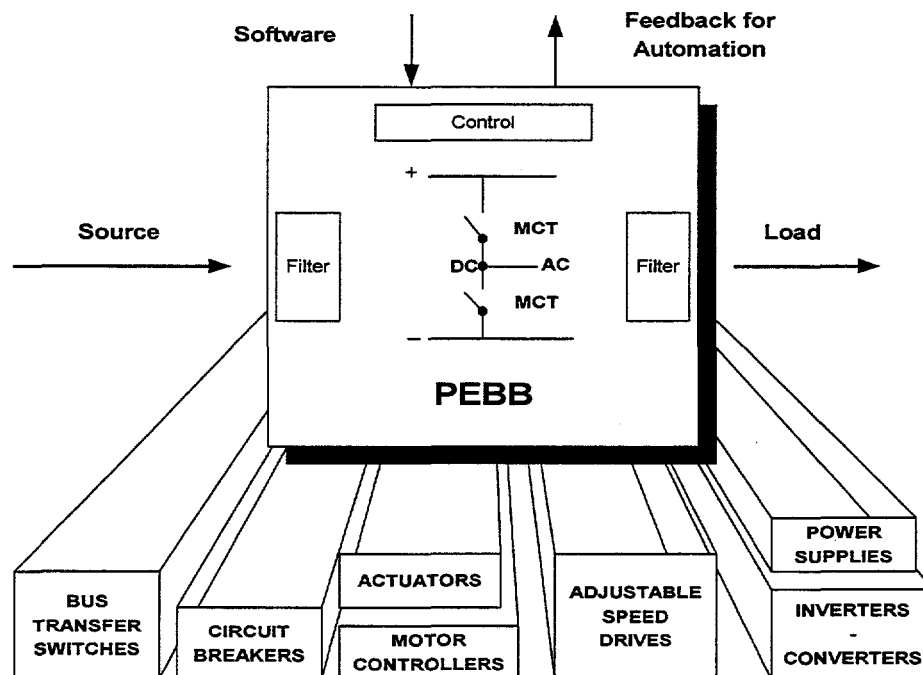 Software
Feedback for
Automation
Control
+
Source
MCT
Load
Filter
DC
AC
Filter
MCT
–
PEBB
POWER
SUPPLIES
ACTUATORS
BUS
TRANSFER
SWITCHES
ADJUSTABLE
SPEED
DRIVES
INVERTERS
-
CONVERTERS
CIRCUIT
BREAKERS
MOTOR
CONTROLLERS